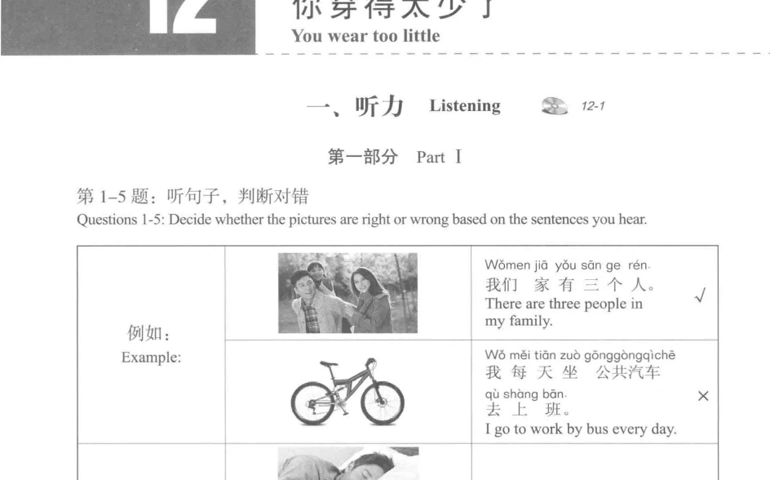 12
你穿得太少了
You wear too little
一、听力 Listening 12-1
第一部分 Part Ⅰ
第 1-5 题：听句子，判断对错
Questions 1-5: Decide whether the pictures are right or wrong based on the sentences you hear.
例如：
Example:
Wǒmen jiā yǒu sān ge rén.
我们 家 有 三 个 人。
There are three people in
my family.
√
Wǒ měi tiān zuò gōnggòngqìchē
我 每 天 坐 公共汽车
qù shàng bān.
去 上 班。
I go to work by bus every day.
×